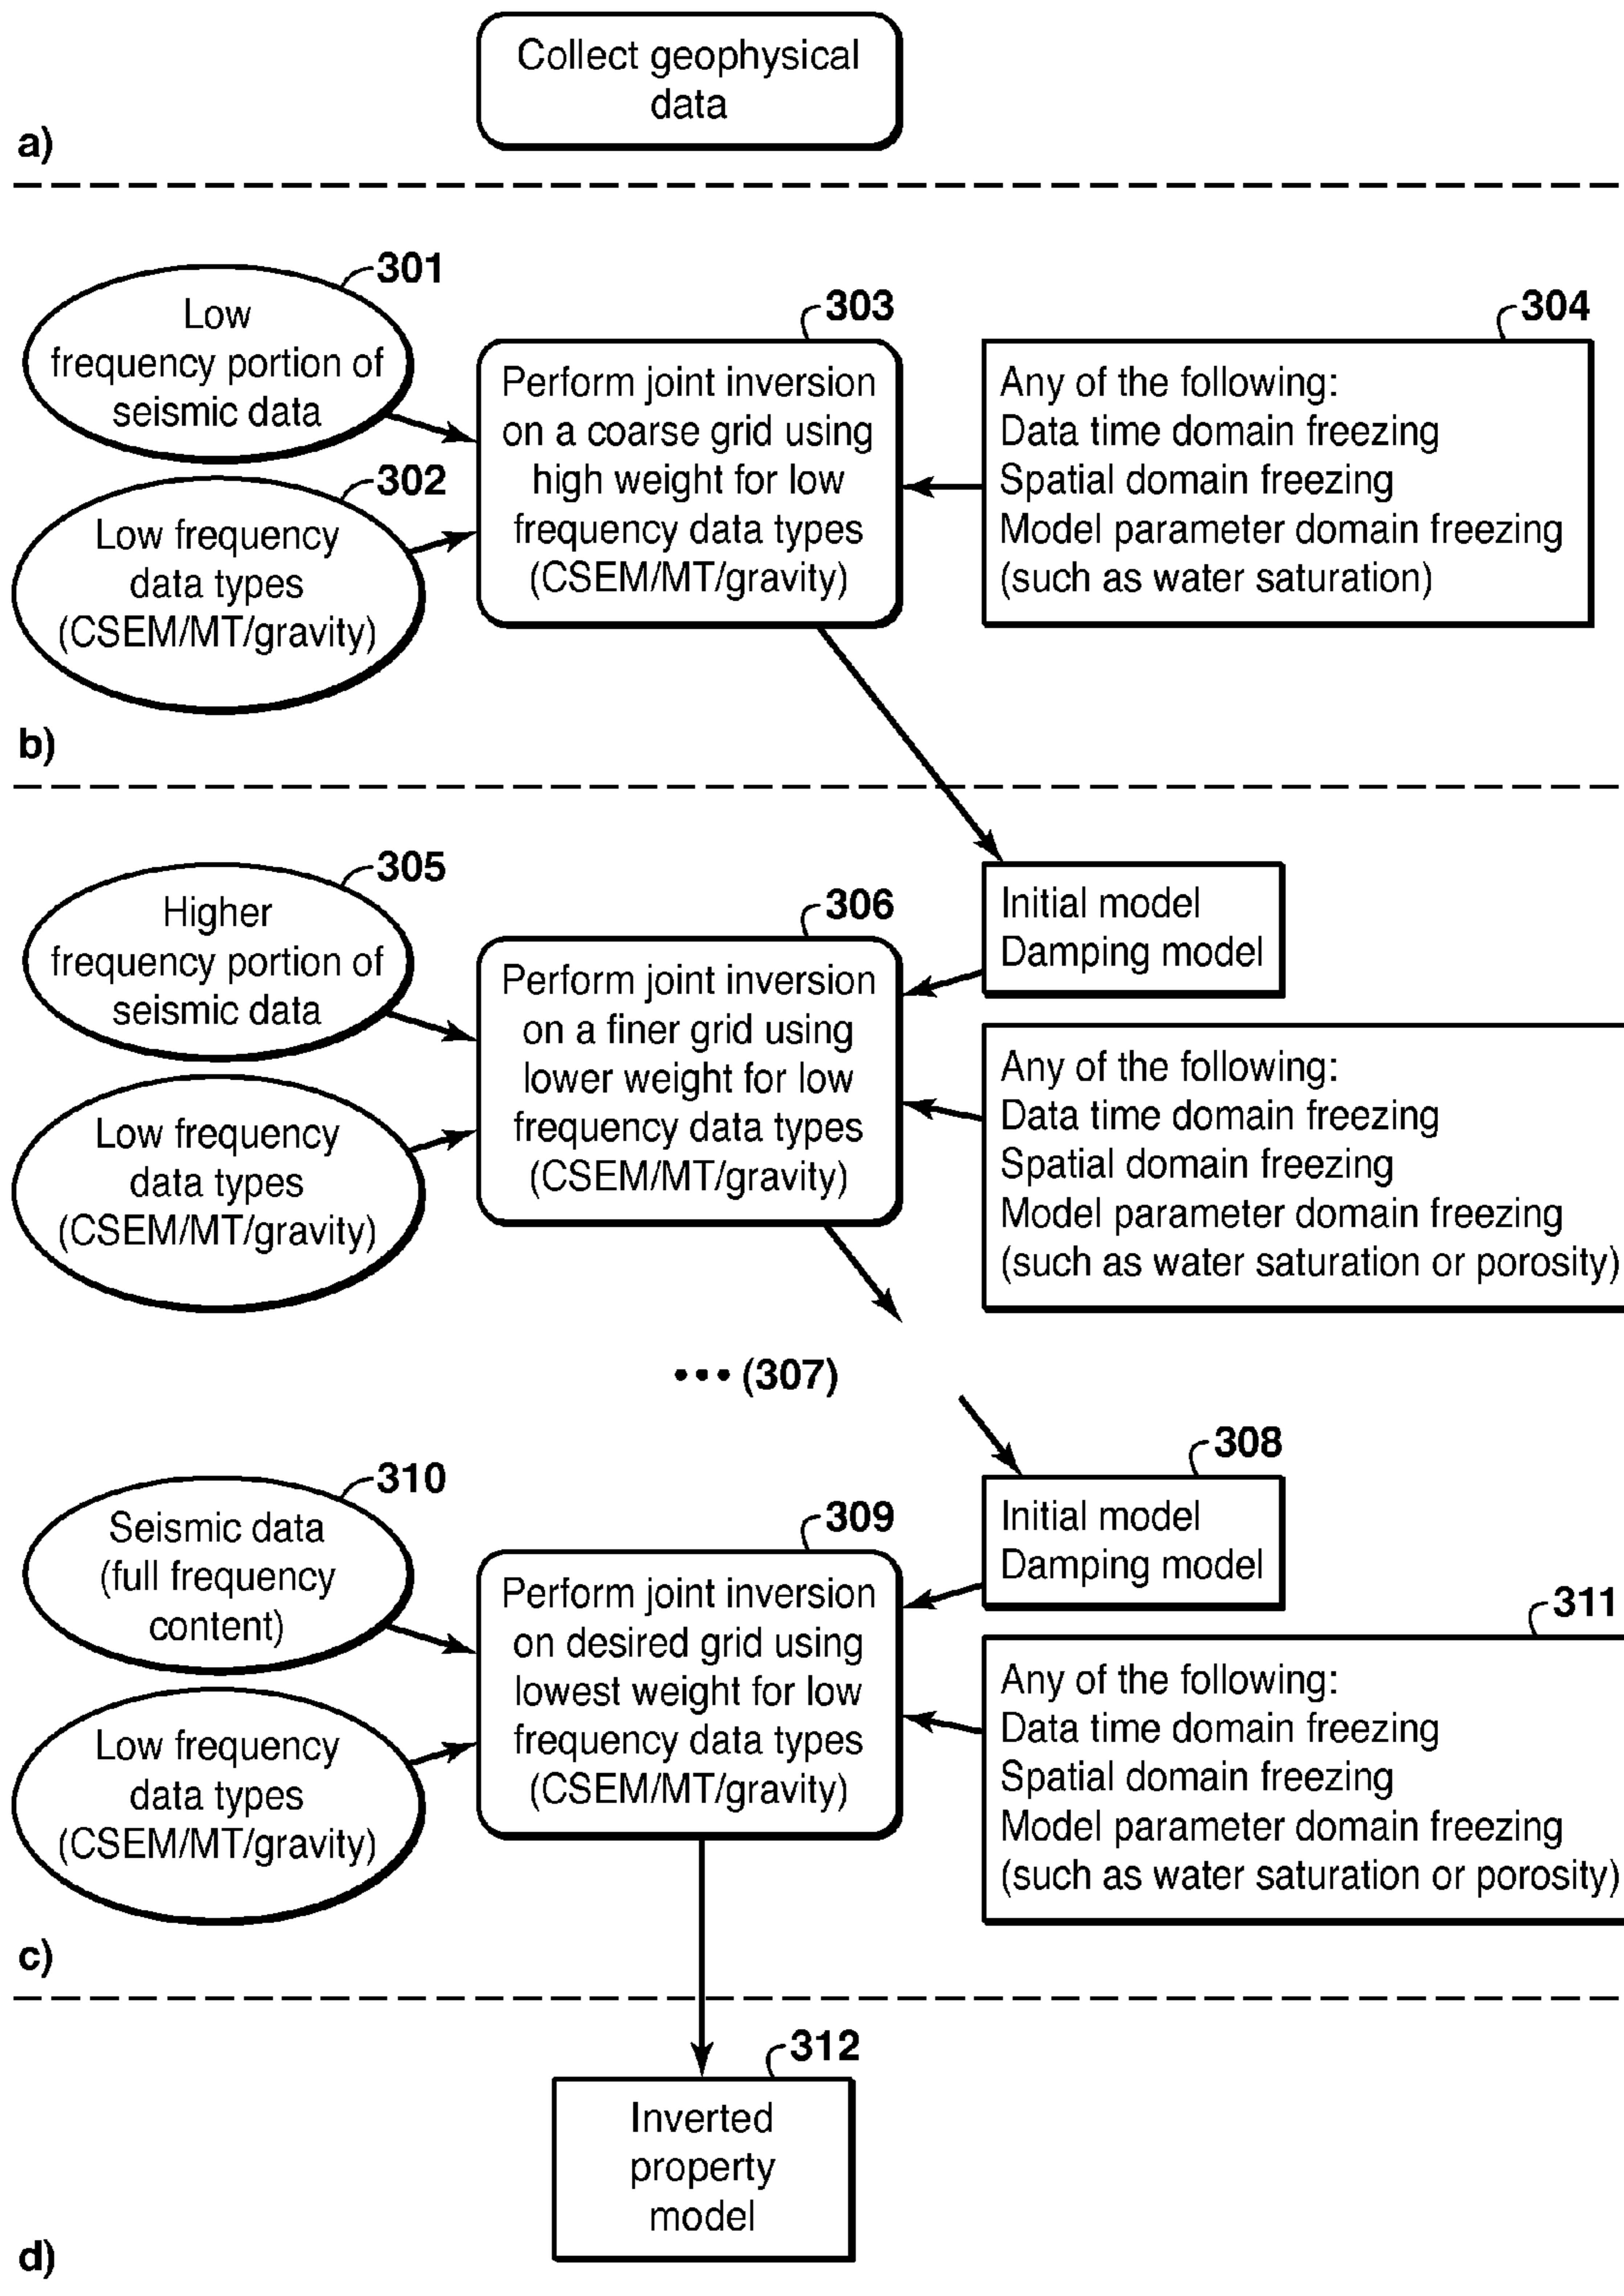 Collect geophysical
data
a)
301
Low
frequency portion of
seismic data
302
Low frequency
data types
(CSEM/MT/gravity)
303
Perform joint inversion
on a coarse grid using
high weight for low
frequency data types
(CSEM/MT/gravity)
304
Any of the following:
Data time domain freezing
Spatial domain freezing
Model parameter domain freezing
(such as water saturation)
b)
305
Higher
frequency portion of
seismic data
Low frequency
data types
(CSEM/MT/gravity)
306
Perform joint inversion
on a finer grid using
lower weight for low
frequency data types
(CSEM/MT/gravity)
Initial model
Damping model
Any of the following:
Data time domain freezing
Spatial domain freezing
Model parameter domain freezing
(such as water saturation or porosity)
••• (307)
310
Seismic data
(full frequency
content)
Low frequency
data types
(CSEM/MT/gravity)
309
Perform joint inversion
on desired grid using
lowest weight for low
frequency data types
(CSEM/MT/gravity)
308
Initial model
Damping model
311
Any of the following:
Data time domain freezing
Spatial domain freezing
Model parameter domain freezing
(such as water saturation or porosity)
c)
312
Inverted
property
model
d)